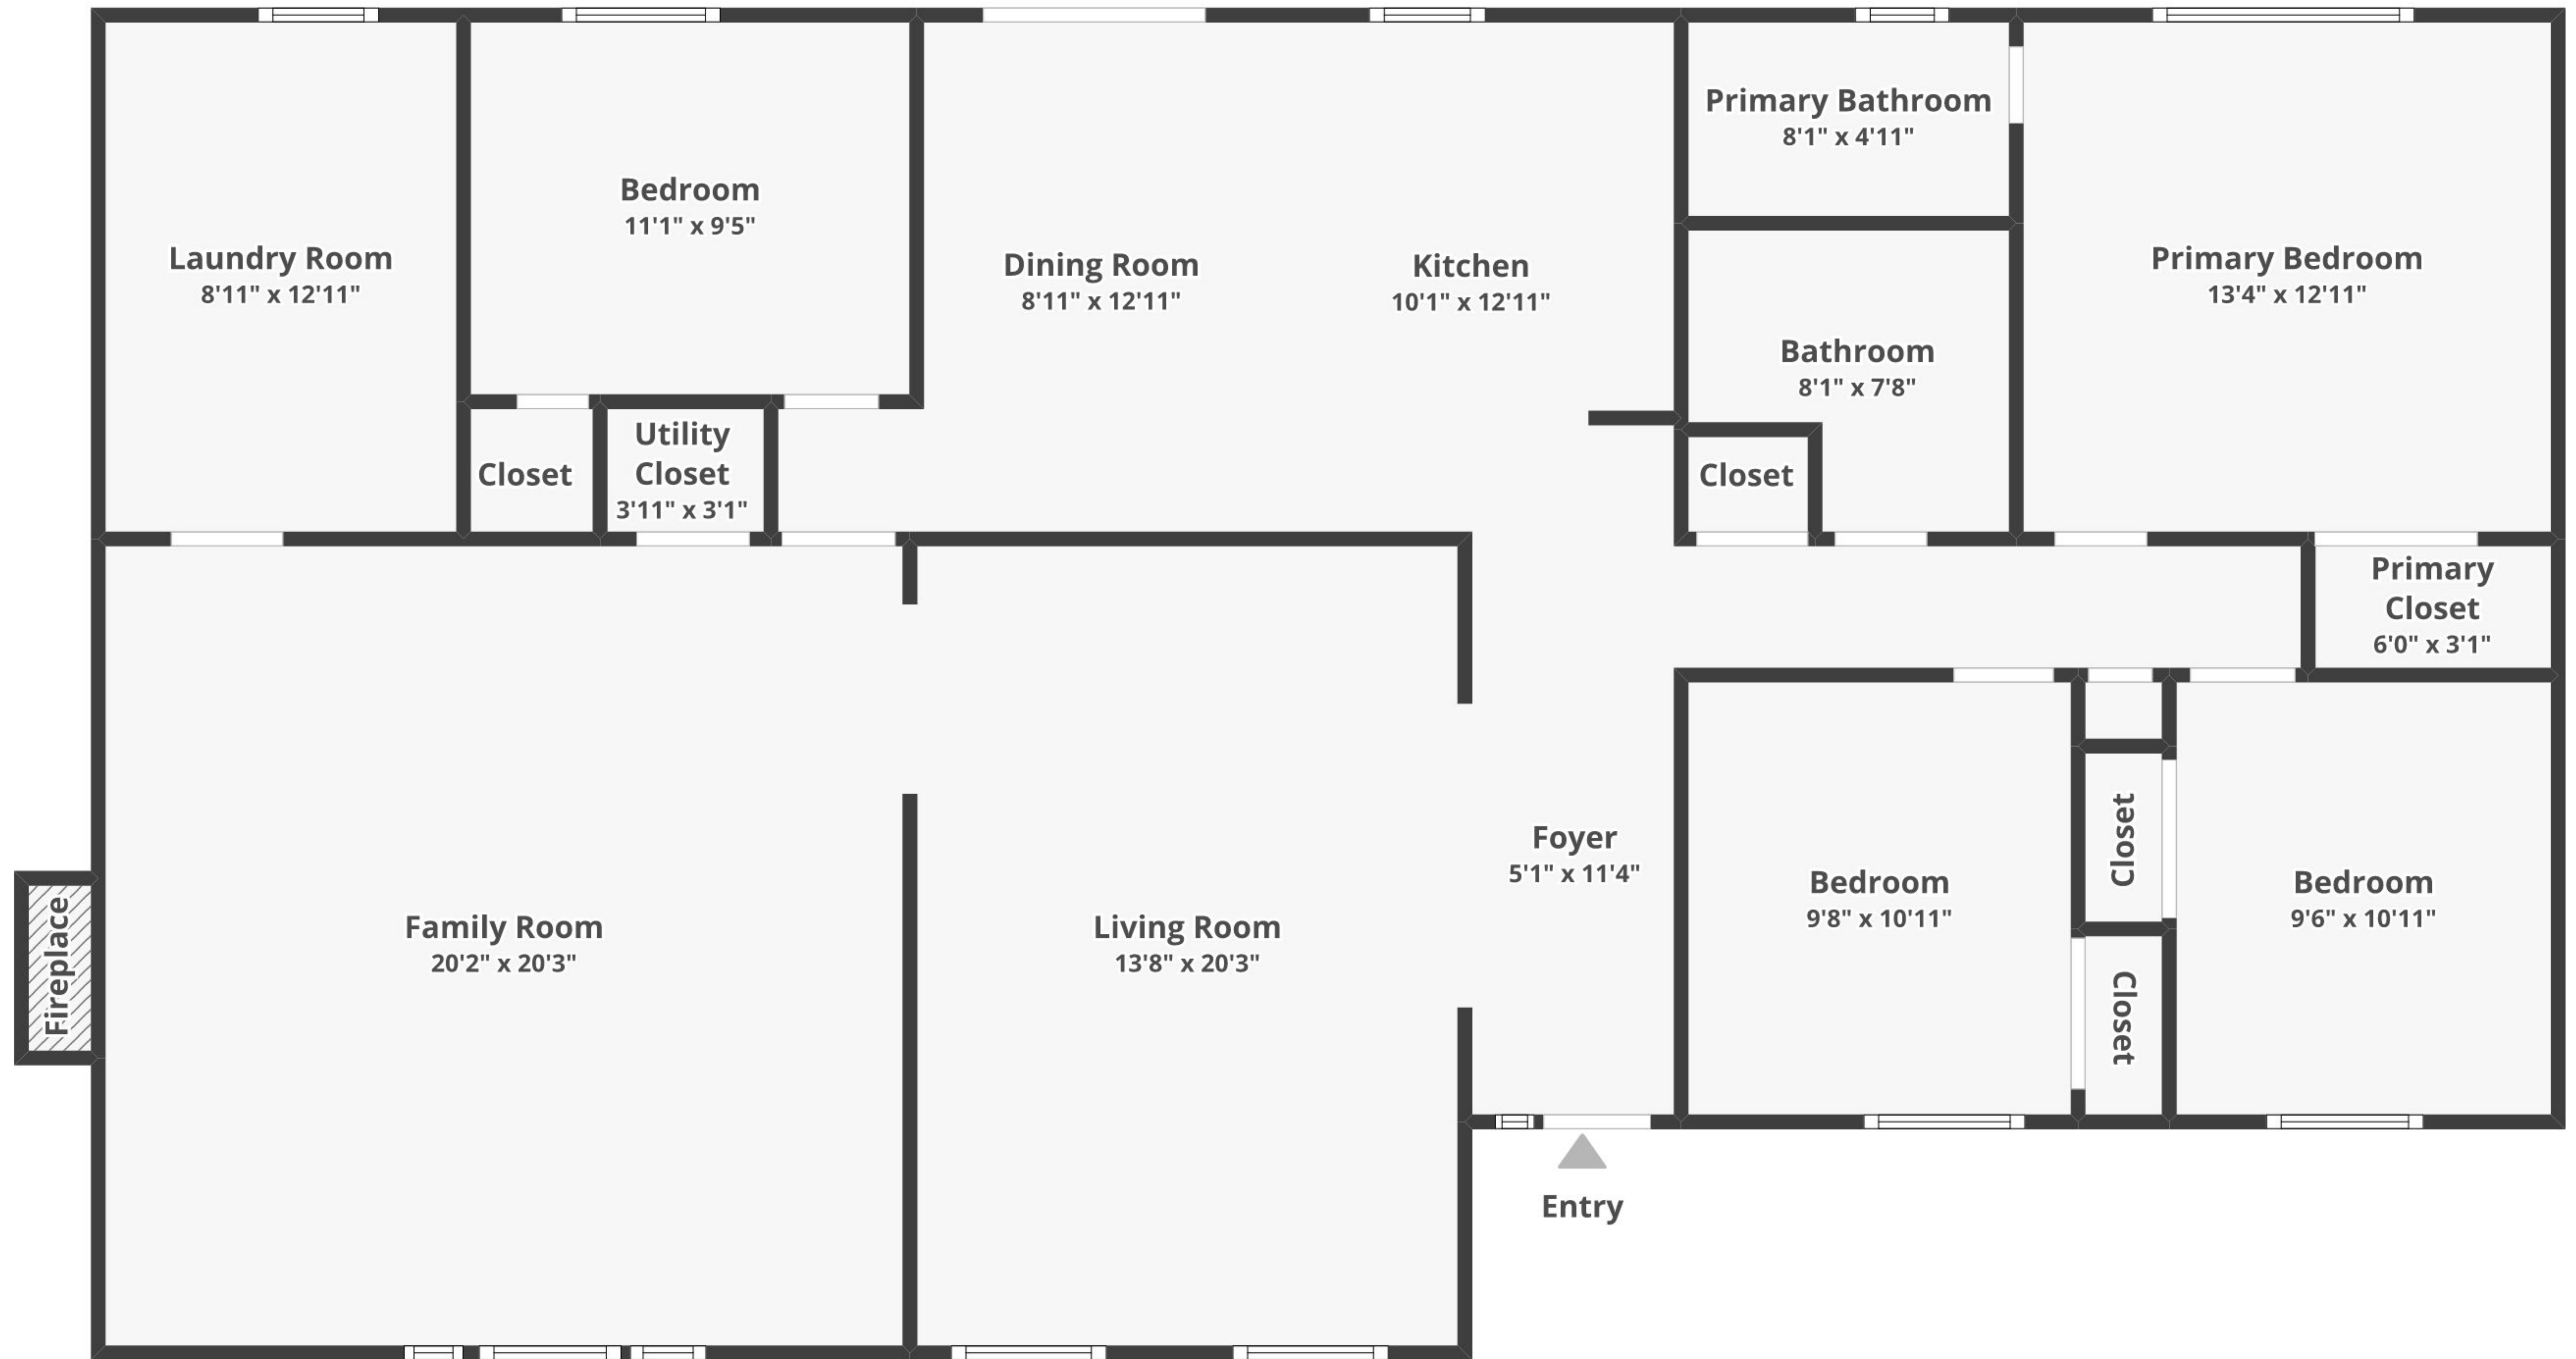 Primary Bathroom
8'1" x 4'11"
Bedroom
11'1" x 9'5"
Laundry Room
8'11" x 12'11"
Dining Room
8'11" x 12'11"
Kitchen
10'1" x 12'11"
Primary Bedroom
13'4" x 12'11"
Bathroom
8'1" x 7'8"
Closet
Utility
Closet
3'11" x 3'1"
Closet
Primary
Closet
6'0" x 3'1"
Foyer
5'1" x 11'4"
Closet
Bedroom
9'8" x 10'11"
Bedroom
9'6" x 10'11"
Fireplace
Family Room
20'2" x 20'3"
Living Room
13'8" x 20'3"
Closet
Entry